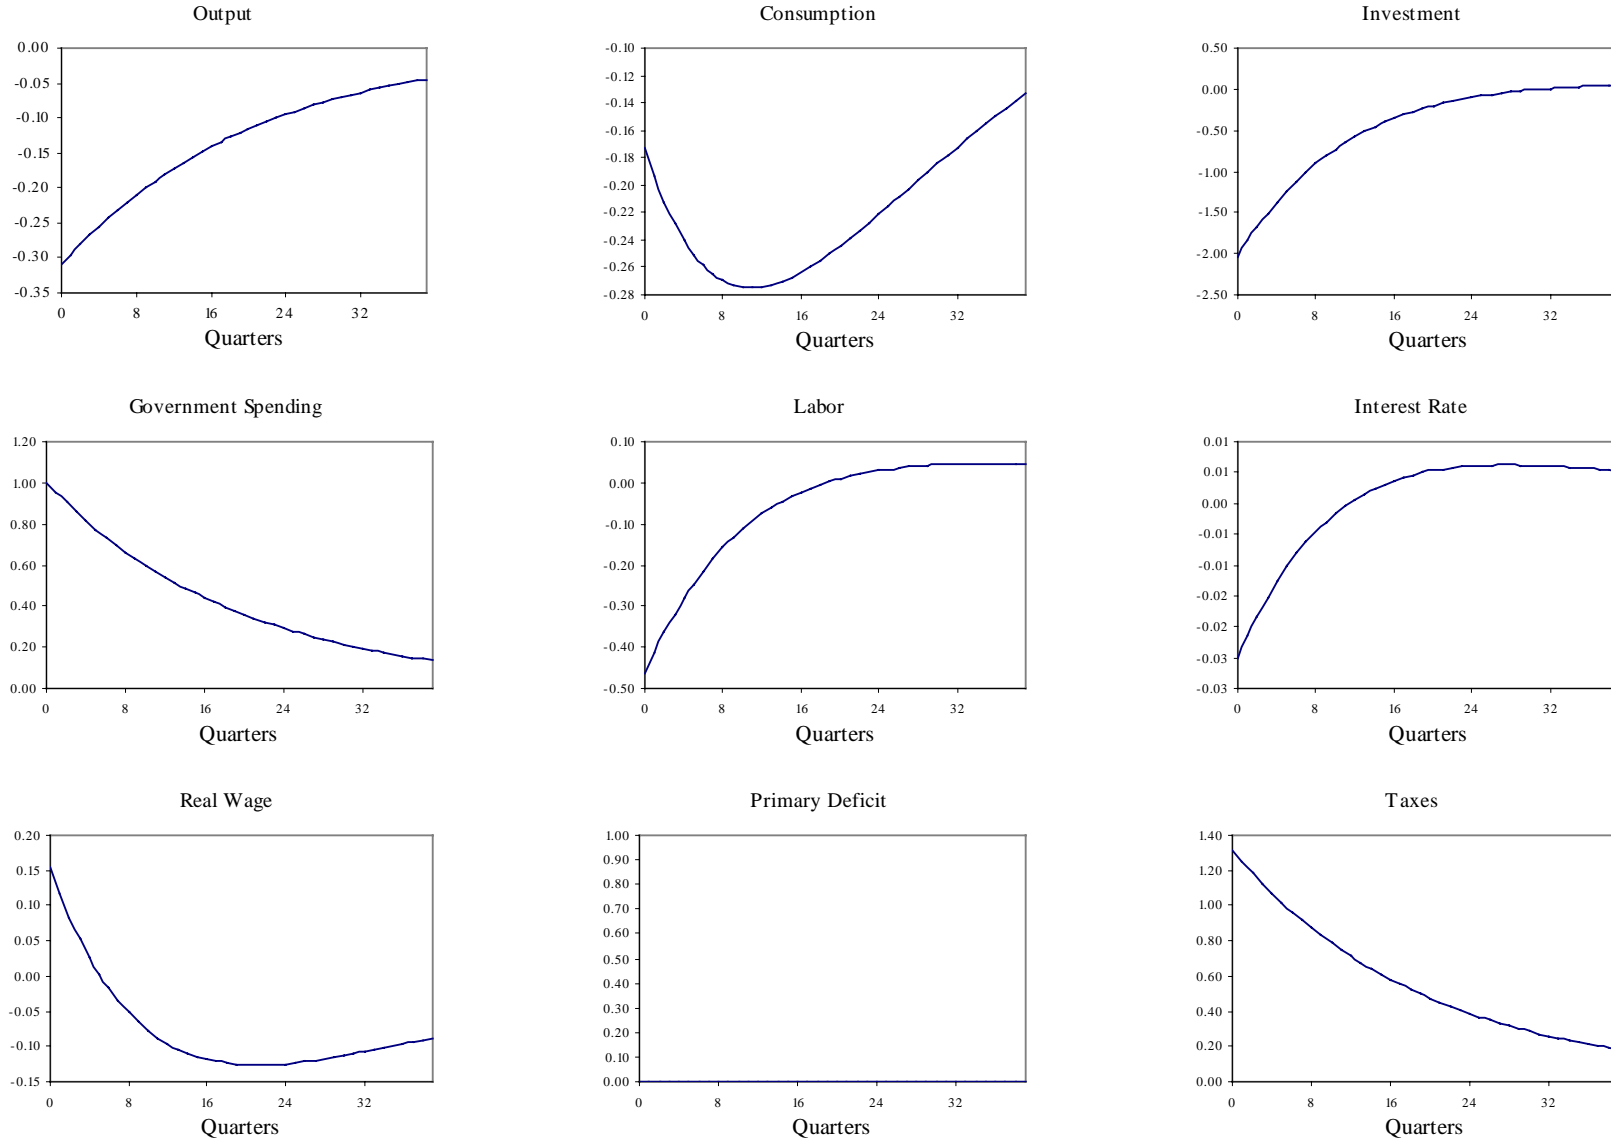 Output
0.00
-0.05
-0.10
-0.15
-0.20
-0.25
-0.30
-0.35
0 8 16 24 32
Quarters
Consumption
-0.10
-0.12
-0.14
-0.16
-0.18
-0.20
-0.22
-0.24
-0.26
-0.28
0 8 16 24 32
Quarters
Investment
0.50
0.00
-0.50
-1.00
-1.50
-2.00
-2.50
0 8 16 24 32
Quarters
Government Spending
1.20
1.00
0.80
0.60
0.40
0.20
0.00
0 8 16 24 32
Quarters
Labor
0.10
0.00
-0.10
-0.20
-0.30
-0.40
-0.50
0 8 16 24 32
Quarters
Interest Rate
0.01
0.01
0.00
-0.01
-0.01
-0.02
-0.02
-0.03
-0.03
0 8 16 24 32
Quarters
Real Wage
0.20
0.15
0.10
0.05
0.00
-0.05
-0.10
-0.15
0 8 16 24 32
Quarters
Primary Deficit
1.00
0.90
0.80
0.70
0.60
0.50
0.40
0.30
0.20
0.10
0.00
0 8 16 24 32
Quarters
Taxes
1.40
1.20
1.00
0.80
0.60
0.40
0.20
0.00
0 8 16 24 32
Quarters